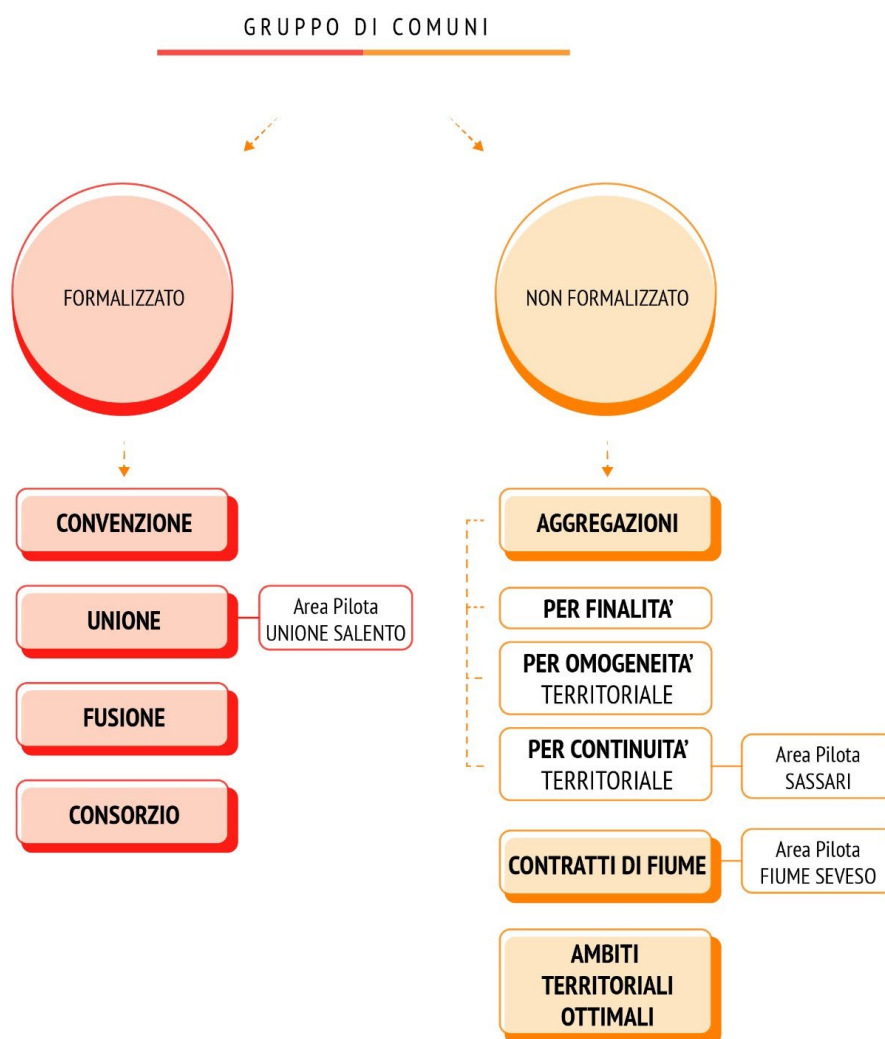 GRUPPO DI COMUNI
FORMALIZZATO
CONVENZIONE
UNIONE
Area Pilota
UNIONE SALENTO
FUSIONE
CONSORZIO
NON FORMALIZZATO
AGGREGAZIONI
PER FINALITA’
PER OMOGENEITA’
TERRITORIALE
PER CONTINUITA’
TERRITORIALE
Area Pilota
SASSARI
CONTRATTI DI FIUME
Area Pilota
FIUME SEVESO
AMBITI
TERRITORIALI
OTTIMALI